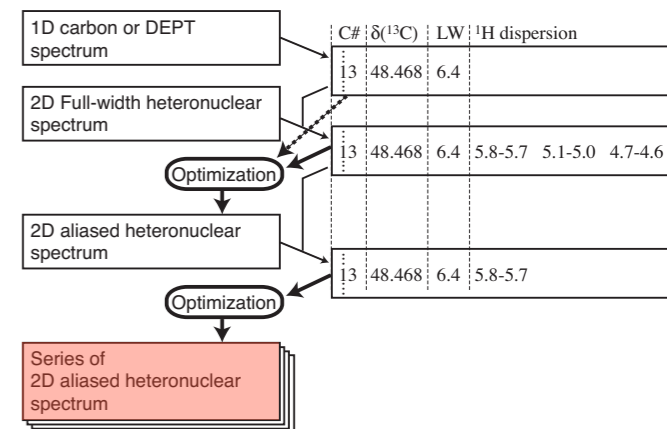 1D carbon or DEPT
spectrum
C# δ(¹³C) LW ¹H dispersion
13 48.468 6.4
2D Full-width heteronuclear
spectrum
13 48.468 6.4 5.8-5.7 5.1-5.0 4.7-4.6
Optimization
2D aliased heteronuclear
spectrum
13 48.468 6.4 5.8-5.7
Optimization
Series of
2D aliased heteronuclear
spectrum